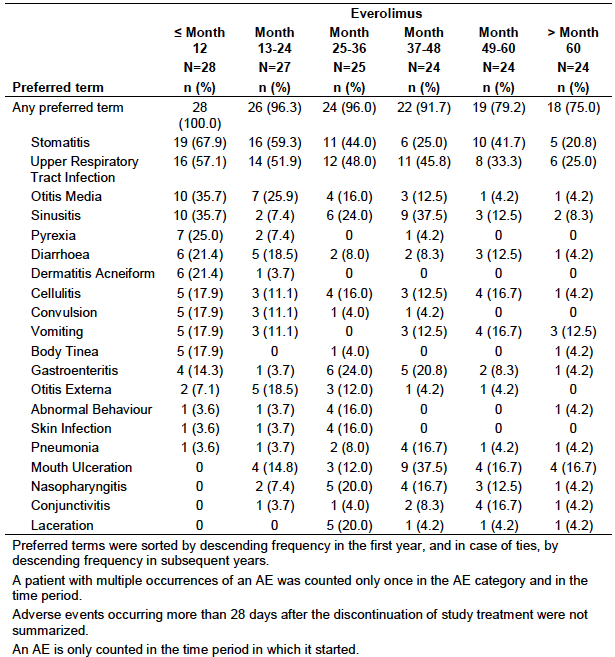 Everolimus
≤ Month 12 Month 13-24 Month 25-36 Month 37-48 Month 49-60 > Month 60
N=28 N=27 N=25 N=24 N=24 N=24
Preferred term n (%) n (%) n (%) n (%) n (%) n (%)
Any preferred term 28 (100.0) 26 (96.3) 24 (96.0) 22 (91.7) 19 (79.2) 18 (75.0)
Stomatitis 19 (67.9) 16 (59.3) 11 (44.0) 6 (25.0) 10 (41.7) 5 (20.8)
Upper Respiratory Tract Infection 16 (57.1) 14 (51.9) 12 (48.0) 11 (45.8) 8 (33.3) 6 (25.0)
Otitis Media 10 (35.7) 7 (25.9) 4 (16.0) 3 (12.5) 1 (4.2) 1 (4.2)
Sinusitis 10 (35.7) 2 (7.4) 6 (24.0) 9 (37.5) 3 (12.5) 2 (8.3)
Pyrexia 7 (25.0) 2 (7.4) 0 1 (4.2) 0 0
Diarrhoea 6 (21.4) 5 (18.5) 2 (8.0) 2 (8.3) 3 (12.5) 1 (4.2)
Dermatitis Acneiform 6 (21.4) 1 (3.7) 0 0 0 0
Cellulitis 5 (17.9) 3 (11.1) 4 (16.0) 3 (12.5) 4 (16.7) 1 (4.2)
Convulsion 5 (17.9) 3 (11.1) 1 (4.0) 1 (4.2) 0 0
Vomiting 5 (17.9) 3 (11.1) 0 3 (12.5) 4 (16.7) 3 (12.5)
Body Tinea 5 (17.9) 0 1 (4.0) 0 0 1 (4.2)
Gastroenteritis 4 (14.3) 1 (3.7) 6 (24.0) 5 (20.8) 2 (8.3) 1 (4.2)
Otitis Externa 2 (7.1) 5 (18.5) 3 (12.0) 1 (4.2) 1 (4.2) 0
Abnormal Behaviour 1 (3.6) 1 (3.7) 4 (16.0) 0 0 1 (4.2)
Skin Infection 1 (3.6) 1 (3.7) 4 (16.0) 0 0 0
Pneumonia 1 (3.6) 1 (3.7) 2 (8.0) 4 (16.7) 1 (4.2) 1 (4.2)
Mouth Ulceration 0 4 (14.8) 3 (12.0) 9 (37.5) 4 (16.7) 4 (16.7)
Nasopharyngitis 0 2 (7.4) 5 (20.0) 4 (16.7) 3 (12.5) 1 (4.2)
Conjunctivitis 0 1 (3.7) 1 (4.0) 2 (8.3) 4 (16.7) 1 (4.2)
Laceration 0 0 5 (20.0) 1 (4.2) 1 (4.2) 1 (4.2)
Preferred terms were sorted by descending frequency in the first year, and in case of ties, by
descending frequency in subsequent years.
A patient with multiple occurrences of an AE was counted only once in the AE category and in the
time period.
Adverse events occurring more than 28 days after the discontinuation of study treatment were not
summarized.
An AE is only counted in the time period in which it started.